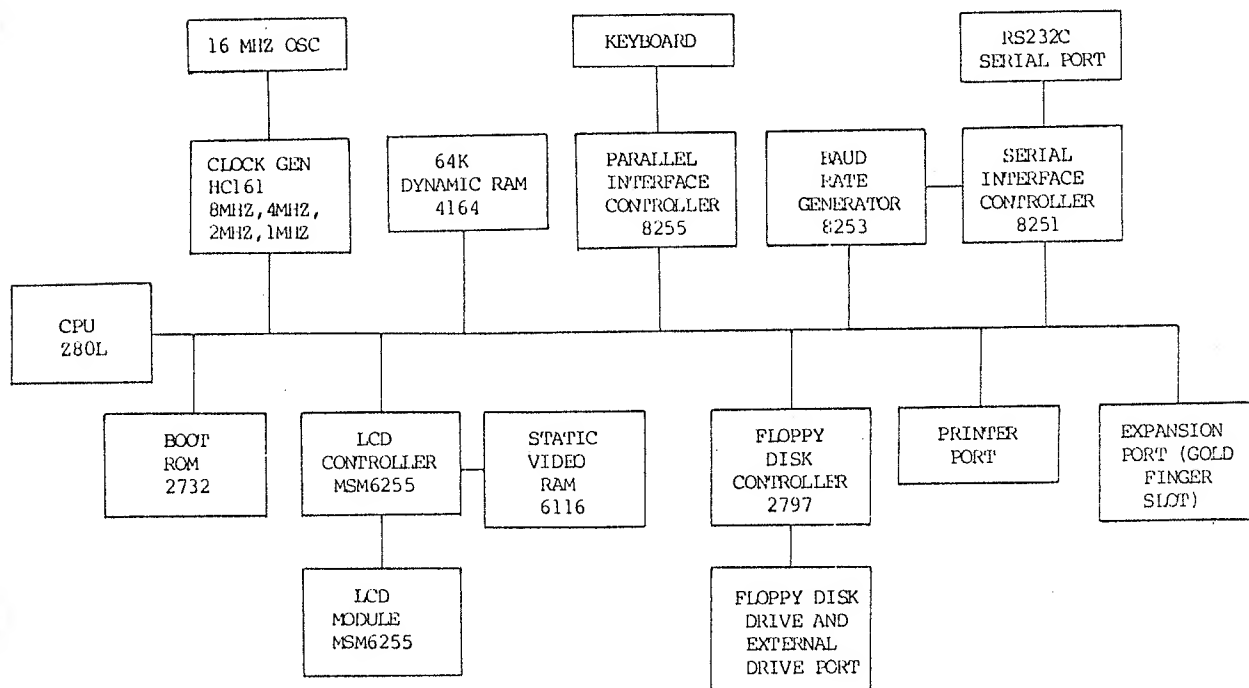 16 MHZ OSC
KEYBOARD
RS232C
SERIAL PORT
CLOCK GEN
HC161
8MHZ,4MHZ,
2MHZ,1MHZ
64K
DYNAMIC RAM
4164
PARALLEL
INTERFACE
CONTROLLER
8255
BAUD
RATE
GENERATOR
8253
SERIAL
INTERFACE
CONTROLLER
8251
CPU
Z80L
BOOT
ROM
2732
LCD
CONTROLLER
MSM6255
STATIC
VIDEO
RAM
6116
FLOPPY
DISK
CONTROLLER
2797
PRINTER
PORT
EXPANSION
PORT (GOLD
FINGER
SLOT)
LCD
MODULE
MSM6255
FLOPPY DISK
DRIVE AND
EXTERNAL
DRIVE PORT